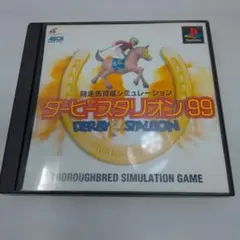 ASCII
競走馬育成シミュレーション
ダービースタリオン99
DERBY STALLION
THOROUGHBRED SIMULATION GAME